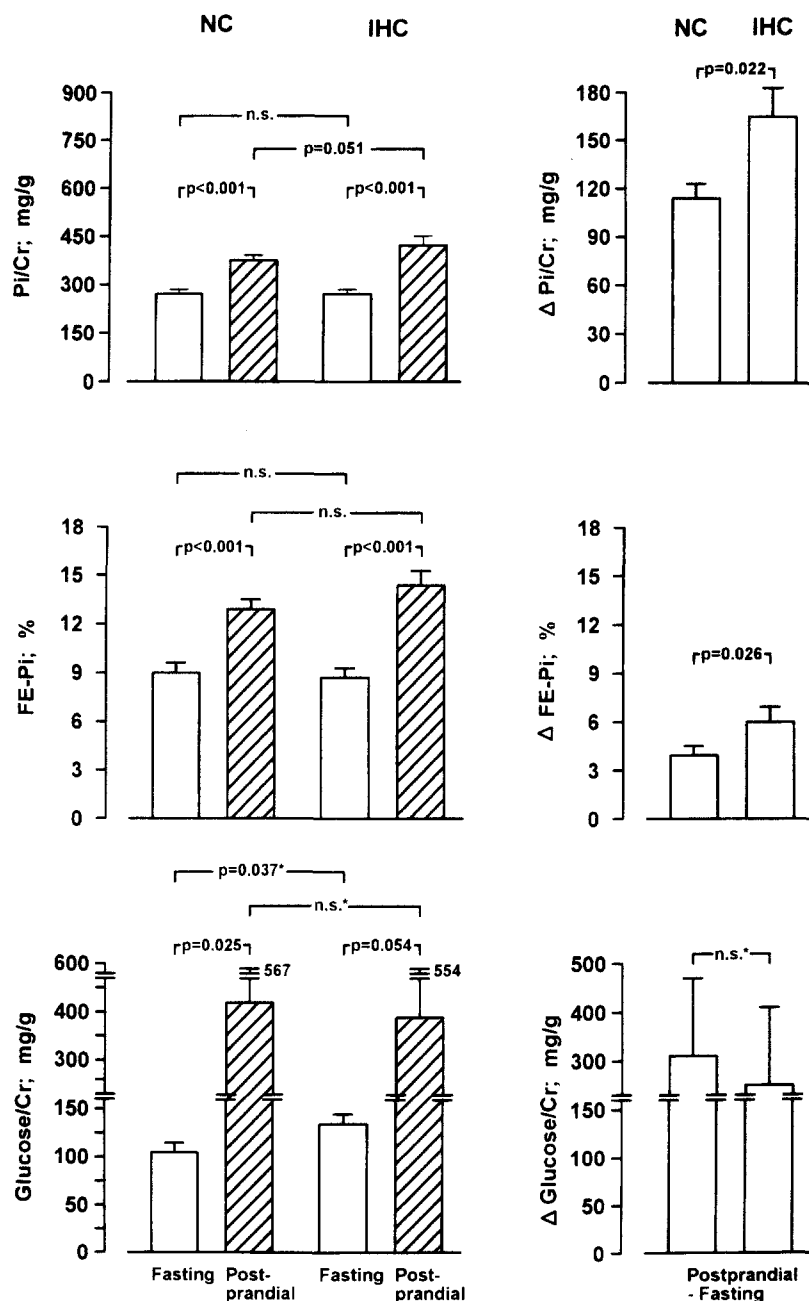 NC IHC NC IHC
p=0.022
900 180
n.s.
750 150
p=0.051
600 p<0.001 p<0.001 120
450 90
300 60
150 30
0 0
Pi/Cr; mg/g
Δ Pi/Cr; mg/g
n.s.
n.s.
18 18
p<0.001 p<0.001
15 15
12 12
p=0.026
9 9
6 6
3 3
0 0
FE-Pi; %
Δ FE-Pi; %
p=0.037*
n.s.*
p=0.025 p=0.054
600 567 554 500
n.s.*
400 400
300 300
150 150
100 100
50 50
0 0
Glucose/Cr; mg/g
Δ Glucose/Cr; mg/g
Fasting Post- Fasting Post- Postprandial
prandial prandial - Fasting